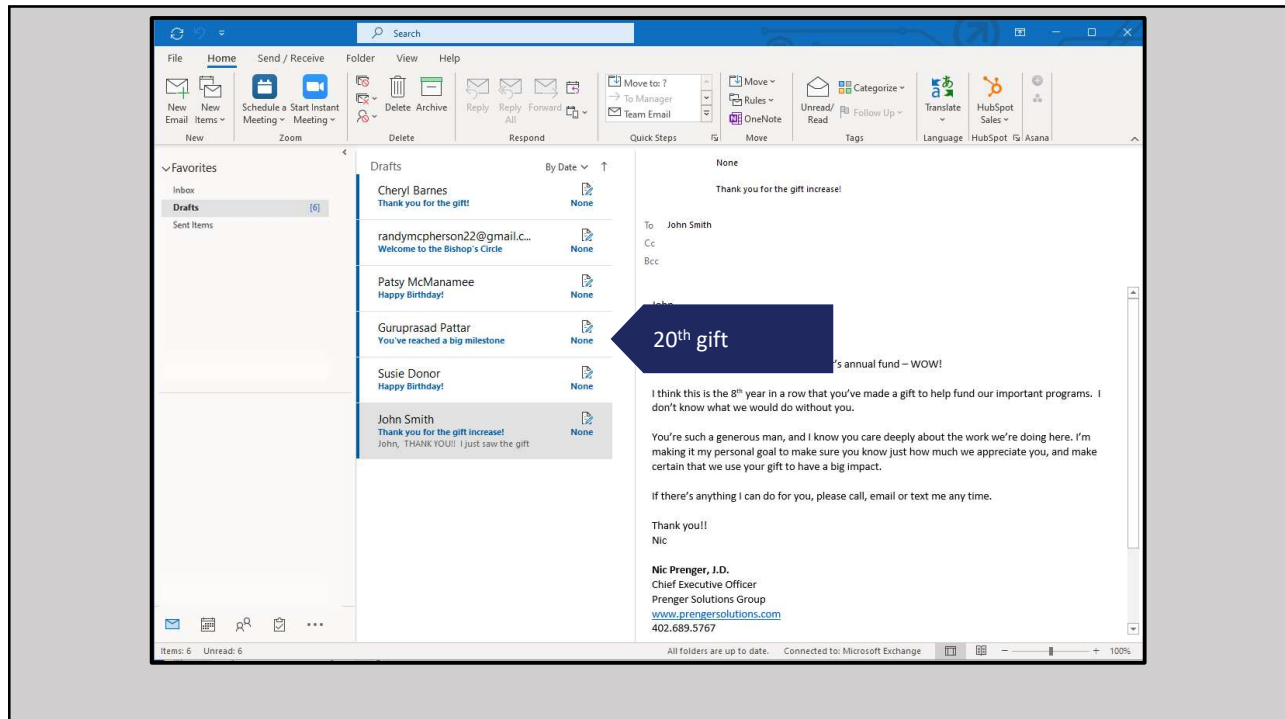 Search
File Home Send / Receive Folder View Help
New Email
New Items
Schedule a Meeting
Start Instant Meeting
Delete Archive
Reply
Reply All
Forward
Move to: ?
To Manager
Team Email
Move
Rules
OneNote
Unread/ Read
Categorize
Follow Up
Translate
HubSpot Sales
New Zoom Delete Respond Quick Steps Move Tags Language HubSpot Asana
Favorites
Inbox
Drafts [6]
Sent Items
Drafts By Date ↑
Cheryl Barnes
Thank you for the gift! None
randymcpherson22@gmail.c...
Welcome to the Bishop's Circle None
Patsy McManamee
Happy Birthday! None
Guruprasad Pattar
You've reached a big milestone None
Susie Donor
Happy Birthday! None
John Smith
Thank you for the gift increase! None
John, THANK YOU!! I just saw the gift
20th gift
None
Thank you for the gift increase!
To John Smith
Cc
Bcc
's annual fund – WOW!
I think this is the 8th year in a row that you've made a gift to help fund our important programs. I
don't know what we would do without you.
You're such a generous man, and I know you care deeply about the work we're doing here. I'm
making it my personal goal to make sure you know just how much we appreciate you, and make
certain that we use your gift to have a big impact.
If there's anything I can do for you, please call, email or text me any time.
Thank you!!
Nic
Nic Prenger, J.D.
Chief Executive Officer
Prenger Solutions Group
www.prengersolutions.com
402.689.5767
Items: 6 Unread: 6
All folders are up to date. Connected to: Microsoft Exchange 100%